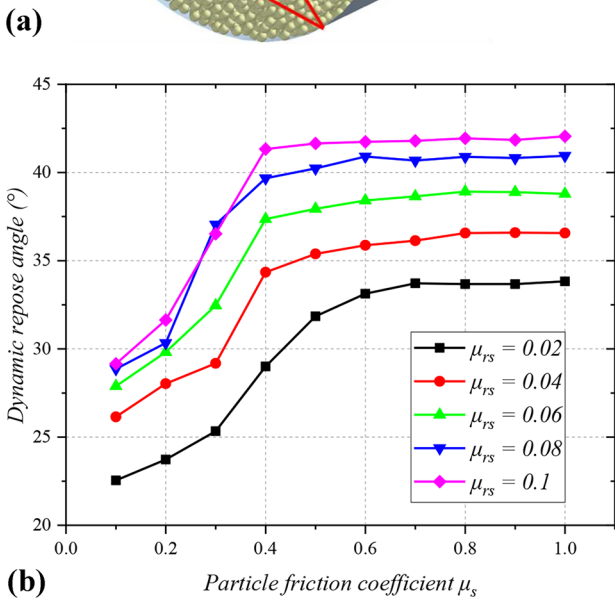 (a)
45
40
35
30
25
20
Dynamic repose angle (°)
μrs = 0.02
μrs = 0.04
μrs = 0.06
μrs = 0.08
μrs = 0.1
0.0 0.2 0.4 0.6 0.8 1.0
(b)
Particle friction coefficient μs